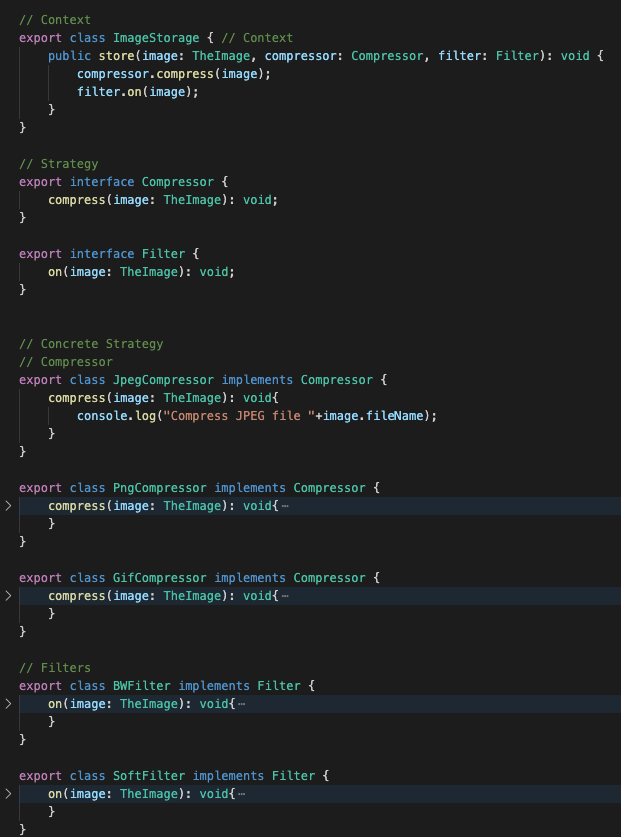 // Context
export class ImageStorage { // Context
    public store(image: TheImage, compressor: Compressor, filter: Filter): void {
        compressor.compress(image);
        filter.on(image);
    }
}

// Strategy
export interface Compressor {
    compress(image: TheImage): void;
}

export interface Filter {
    on(image: TheImage): void;
}

// Concrete Strategy
// Compressor
export class JpegCompressor implements Compressor {
    compress(image: TheImage): void{
        console.log("Compress JPEG file "+image.fileName);
    }
}

export class PngCompressor implements Compressor {
    compress(image: TheImage): void{⋯
    }
}

export class GifCompressor implements Compressor {
    compress(image: TheImage): void{⋯
    }
}

// Filters
export class BWFilter implements Filter {
    on(image: TheImage): void{⋯
    }
}

export class SoftFilter implements Filter {
    on(image: TheImage): void{⋯
    }
}